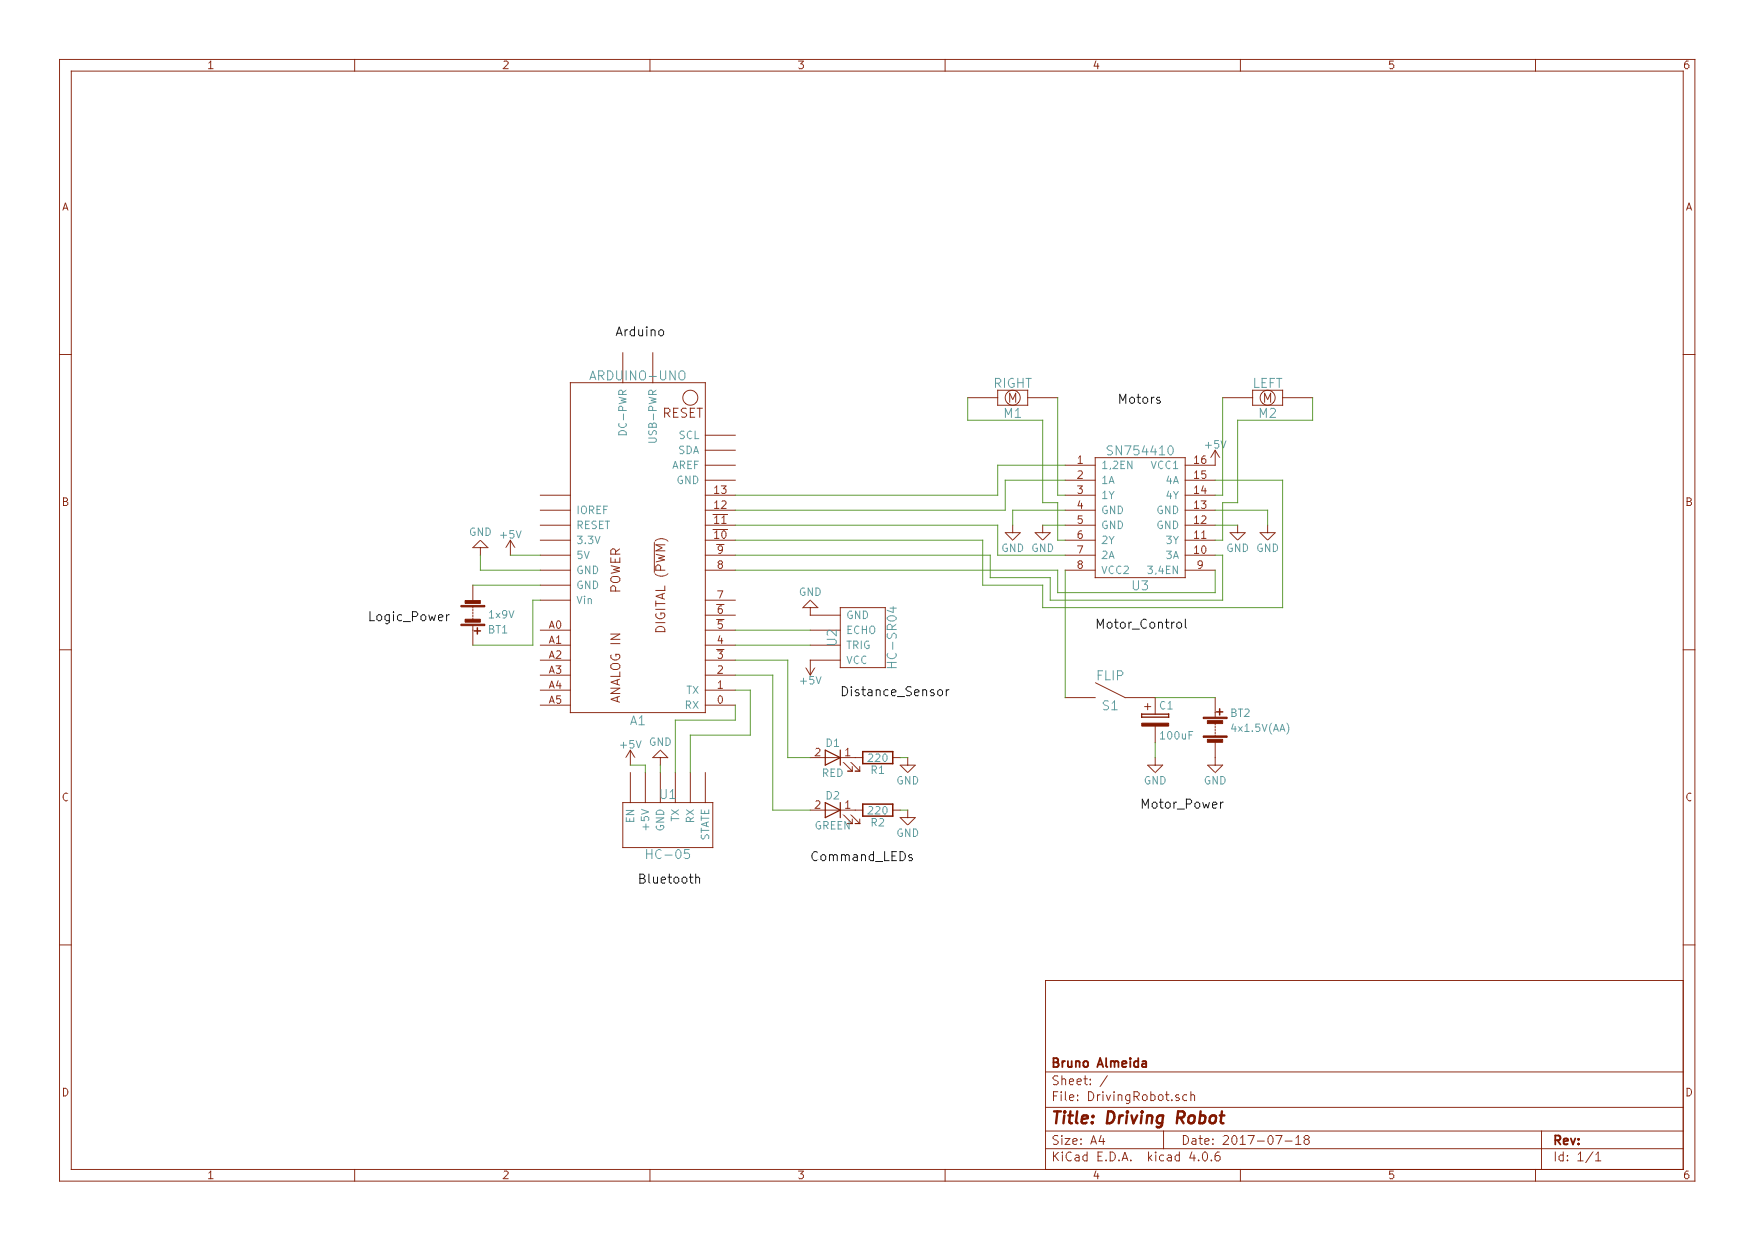 1 2 3 4 5 6
A A
B B
C C
D D
1 2 3 4 5 6
Arduino
ARDUINO-UNO
DC-PWR
USB-PWR
RESET
SCL
SDA
AREF
GND
13
12
11
10
9
8
7
6
5
4
3
2
TX 1
RX 0
IOREF
RESET
3.3V
5V
GND
GND
Vin
A0
A1
A2
A3
A4
A5
POWER
ANALOG IN
DIGITAL (PWM)
A1
GND
+5V
Logic_Power
1x9V
+ BT1
+5V
GND
U1
EN
+5V
GND
TX
RX
STATE
HC-05
Bluetooth
GND
GND
ECHO
TRIG
VCC
U2
HC-SR04
+5V
Distance_Sensor
D1
2 1
RED
220
R1
GND
D2
2 1
GREEN
220
R2
GND
Command_LEDs
RIGHT
M
M1
Motors
LEFT
M
M2
SN754410
+5V
1 1,2EN VCC1 16
2 1A 4A 15
3 1Y 4Y 14
4 GND GND 13
5 GND GND 12
6 2Y 3Y 11
7 2A 3A 10
8 VCC2 3,4EN 9
U3
GND GND
GND GND
Motor_Control
FLIP
S1
+ C1
100uF
GND
+ BT2
4x1.5V(AA)
GND
Motor_Power
Bruno Almeida
Sheet: /
File: DrivingRobot.sch
Title: Driving Robot
Size: A4 Date: 2017-07-18 Rev:
KiCad E.D.A. kicad 4.0.6 Id: 1/1